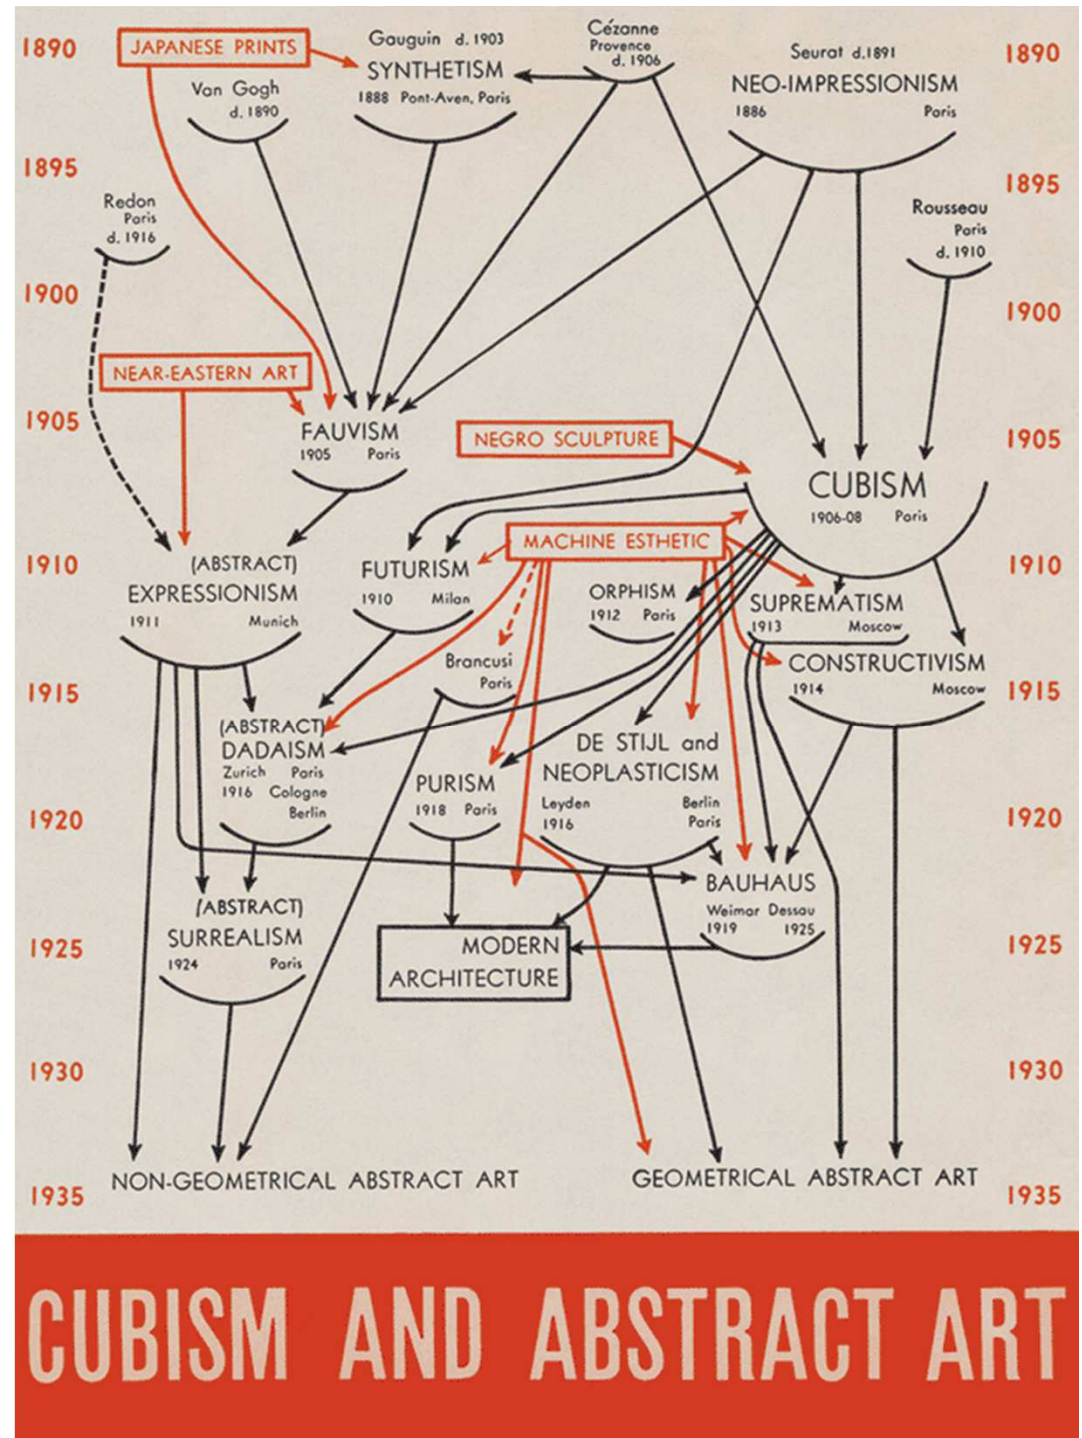 1890
JAPANESE PRINTS
Gauguin d. 1903
SYNTHETISM
1888 Pont-Aven, Paris
Cézanne
Provence
d. 1906
Seurat d.1891
NEO-IMPRESSIONISM
1886 Paris
1890
Van Gogh
d. 1890
1895
1895
Redon
Paris
d. 1916
Rousseau
Paris
d. 1910
1900
1900
NEAR-EASTERN ART
1905
FAUVISM
1905 Paris
NEGRO SCULPTURE
1905
CUBISM
1906-08 Paris
1910
(ABSTRACT)
EXPRESSIONISM
1911 Munich
FUTURISM
1910 Milan
MACHINE ESTHETIC
ORPHISM
1912 Paris
SUPREMATISM
1913 Moscow
1910
Brancusi
Paris
CONSTRUCTIVISM
1914 Moscow
1915
1915
(ABSTRACT)
DADAISM
Zurich Paris
1916 Cologne
Berlin
PURISM
1918 Paris
DE STIJL and
NEOPLASTICISM
Leyden Berlin
1916 Paris
1920
1920
BAUHAUS
Weimar Dessau
1919 1925
(ABSTRACT)
SURREALISM
1924 Paris
1925
MODERN
ARCHITECTURE
1925
1930
1930
NON-GEOMETRICAL ABSTRACT ART
GEOMETRICAL ABSTRACT ART
1935
1935
CUBISM AND ABSTRACT ART